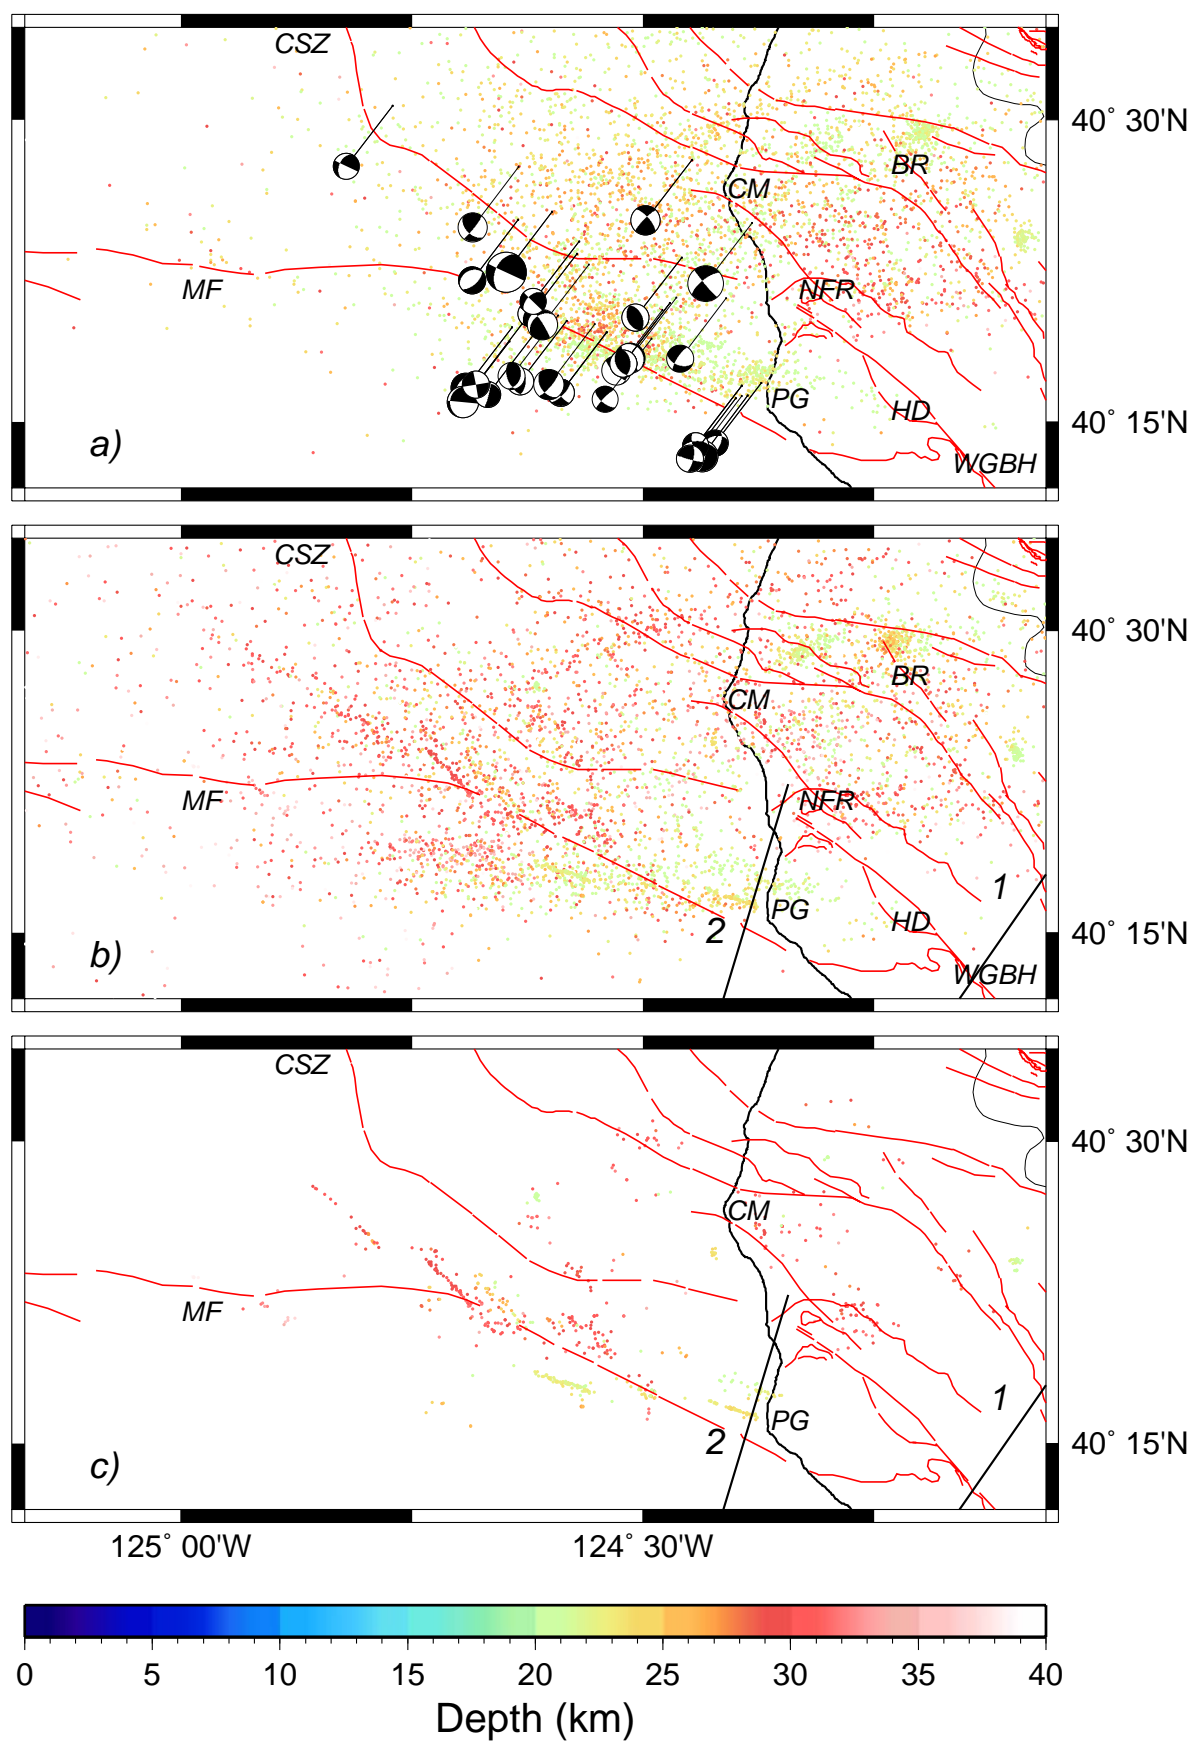 CSZ
40° 30'N
BR
CM
MF
NFR
PG
HD
40° 15'N
a)
WGBH
CSZ
40° 30'N
BR
CM
MF
NFR
1
PG
HD
2
40° 15'N
b)
WGBH
CSZ
40° 30'N
CM
MF
1
PG
2
40° 15'N
c)
125° 00'W 124° 30'W
0 5 10 15 20 25 30 35 40
Depth (km)